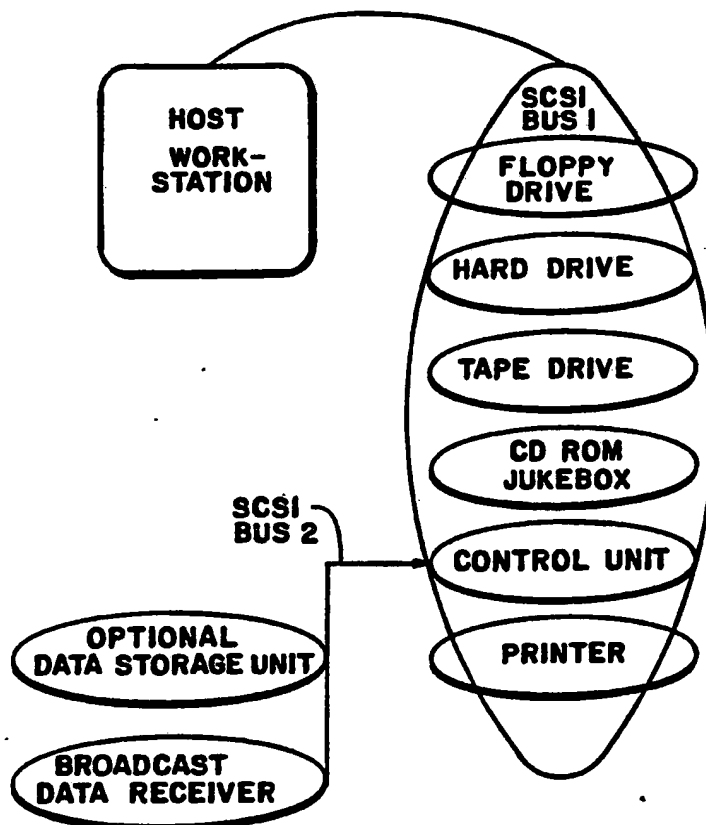 HOST
WORK-
STATION
SCSI
BUS 1
FLOPPY
DRIVE
HARD DRIVE
TAPE DRIVE
CD ROM
JUKEBOX
SCSI
BUS 2
CONTROL UNIT
OPTIONAL
DATA STORAGE UNIT
PRINTER
BROADCAST
DATA RECEIVER